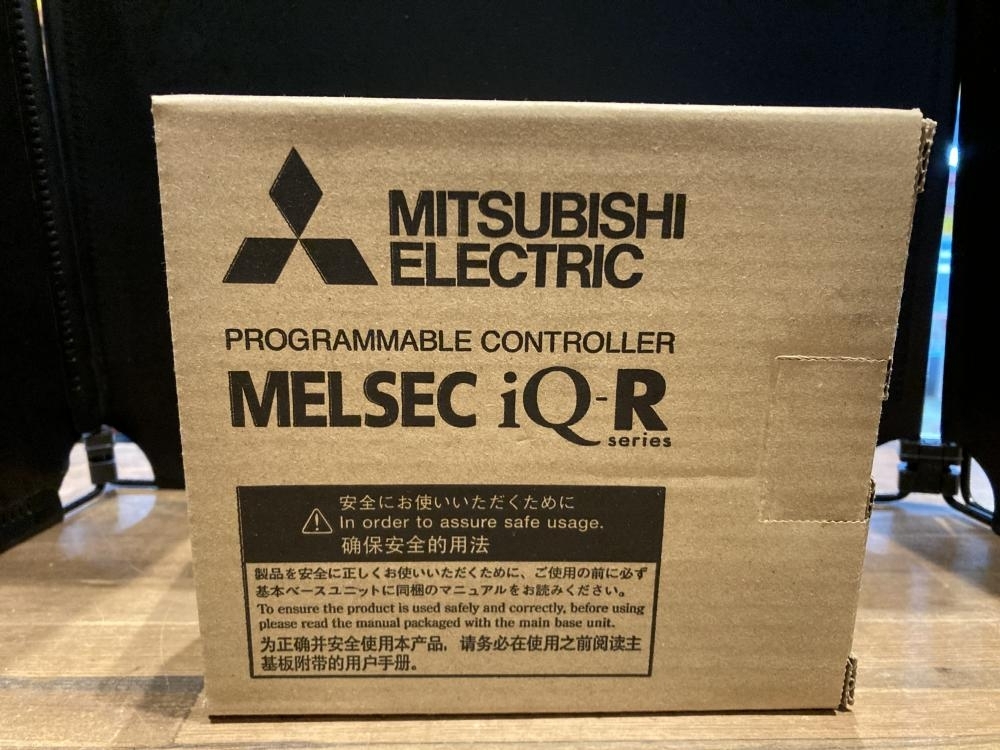 MITSUBISHI
ELECTRIC
PROGRAMMABLE CONTROLLER
MELSEC iQ-R
series
安全にお使いいただくために
In order to assure safe usage.
确保安全的用法
製品を安全に正しくお使いいただくために、ご使用の前に必ず
基本ベースユニットに同梱のマニュアルをお読みください。
To ensure the product is used safely and correctly, before using
please read the manual packaged with the main base unit.
为正确并安全使用本产品，请务必在使用之前阅读主
基板附带的用户手册。